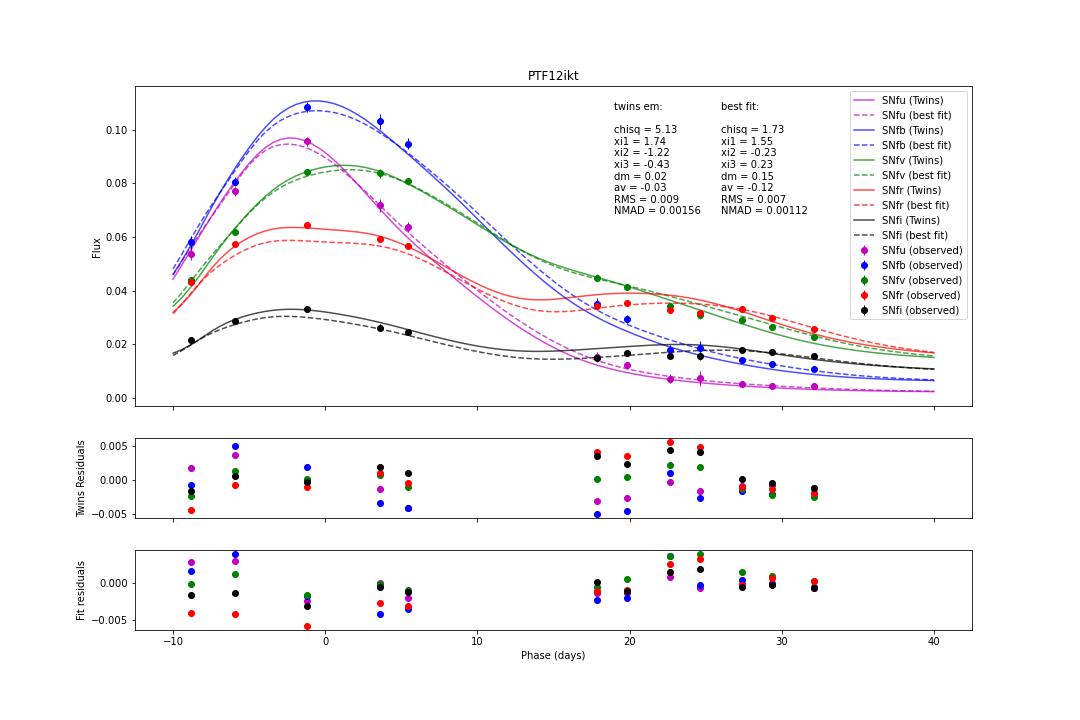 PTF12ikt
twins em:
chisq = 5.13
xi1 = 1.74
xi2 = -1.22
xi3 = -0.43
dm = 0.02
av = -0.03
RMS = 0.009
NMAD = 0.00156
best fit:
chisq = 1.73
xi1 = 1.55
xi2 = -0.23
xi3 = 0.23
dm = 0.15
av = -0.12
RMS = 0.007
NMAD = 0.00112
SNfu (Twins)
SNfu (best fit)
SNfb (Twins)
SNfb (best fit)
SNfv (Twins)
SNfv (best fit)
SNfr (Twins)
SNfr (best fit)
SNfi (Twins)
SNfi (best fit)
SNfu (observed)
SNfb (observed)
SNfv (observed)
SNfr (observed)
SNfi (observed)
Flux
0.10
0.08
0.06
0.04
0.02
0.00
Twins Residuals
0.005
0.000
−0.005
Fit residuals
0.000
−0.005
−10
0
10
20
30
40
Phase (days)